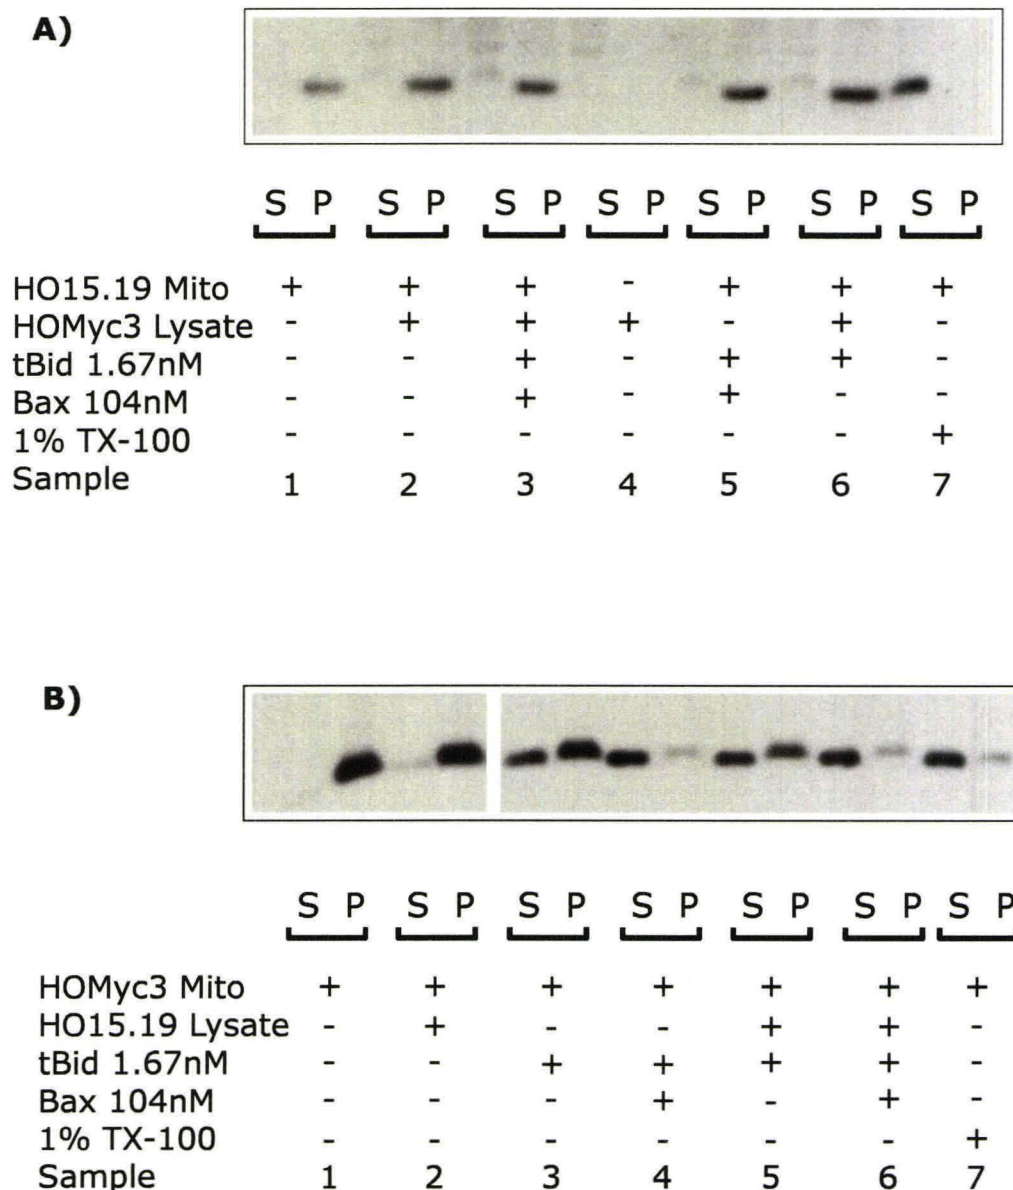 A)
S P S P S P S P S P S P S P
HO15.19 Mito + + + - + + +
HOMyc3 Lysate - + + + - + -
tBid 1.67nM - - + - + + -
Bax 104nM - - + - + - -
1% TX-100 - - - - - - +
Sample 1 2 3 4 5 6 7
B)
S P S P S P S P S P S P S P
HOMyc3 Mito + + + + + + +
HO15.19 Lysate - + - - + + -
tBid 1.67nM - - + + + + -
Bax 104nM - - - + - + -
1% TX-100 - - - - - - +
Sample 1 2 3 4 5 6 7